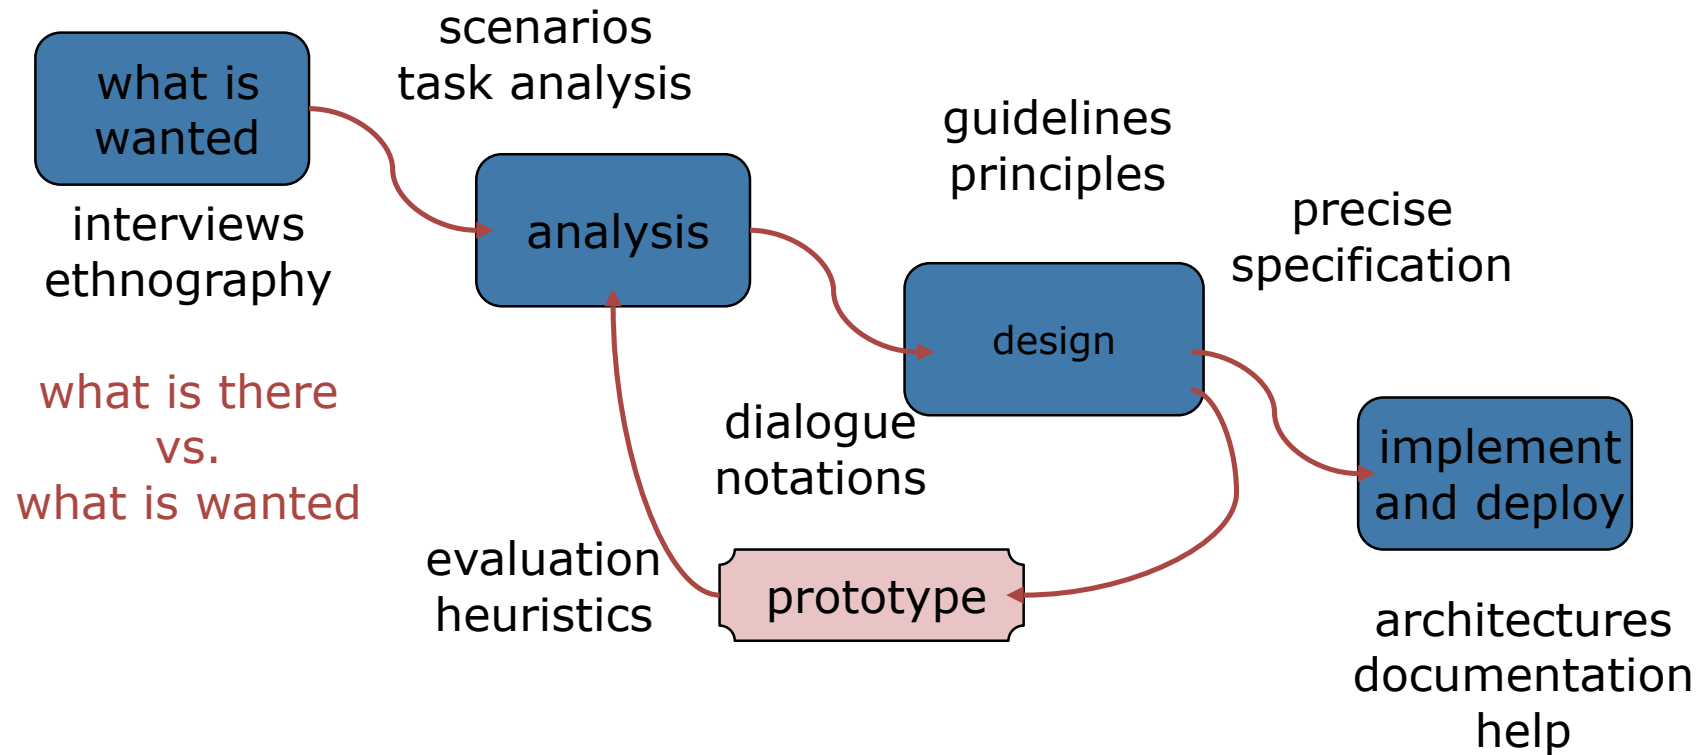 what is
wanted
interviews
ethnography
what is there
vs.
what is wanted
scenarios
task analysis
analysis
guidelines
principles
design
precise
specification
dialogue
notations
evaluation
heuristics
prototype
implement
and deploy
architectures
documentation
help